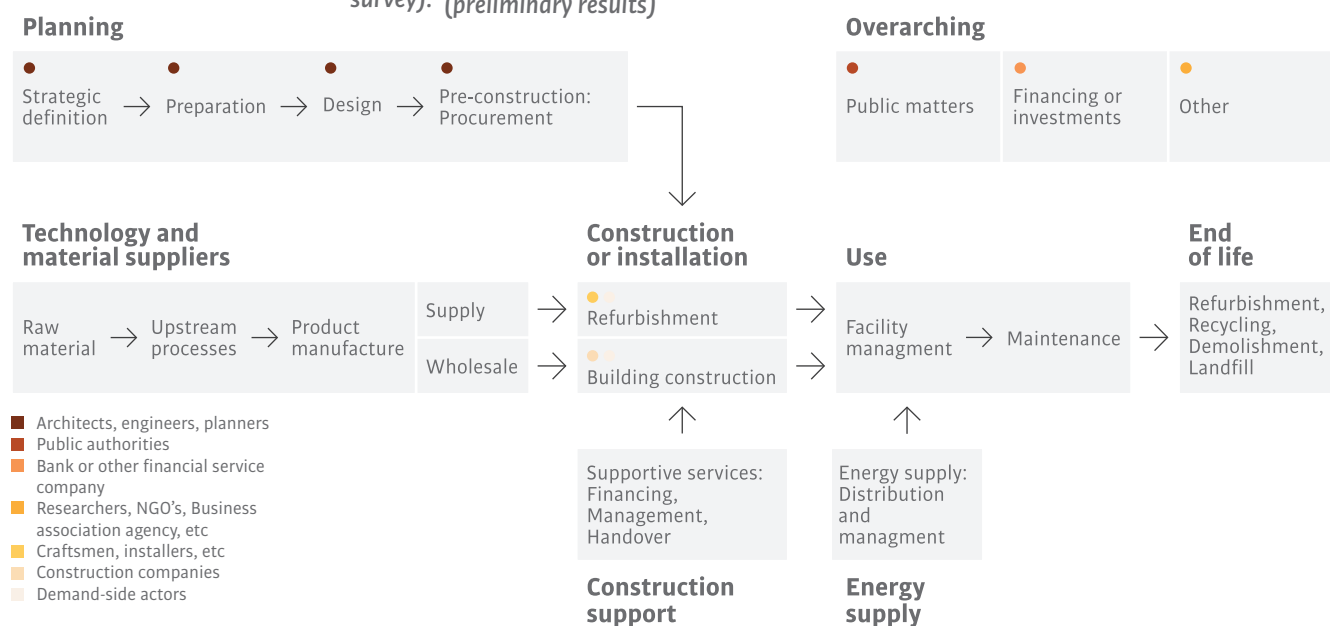 survey). (preliminary results)
Planning
Strategic
definition
Preparation
Design
Pre-construction:
Procurement
Overarching
Public matters
Financing or
investments
Other
Technology and
material suppliers
Raw
material
Upstream
processes
Product
manufacture
Supply
Wholesale
Construction
or installation
Refurbishment
Building construction
Use
Facility
managment
Maintenance
End
of life
Refurbishment,
Recycling,
Demolishment,
Landfill
Architects, engineers, planners
Public authorities
Bank or other financial service
company
Researchers, NGO's, Business
association agency, etc
Craftsmen, installers, etc
Construction companies
Demand-side actors
Supportive services:
Financing,
Management,
Handover
Construction
support
Energy supply:
Distribution
and
managment
Energy
supply